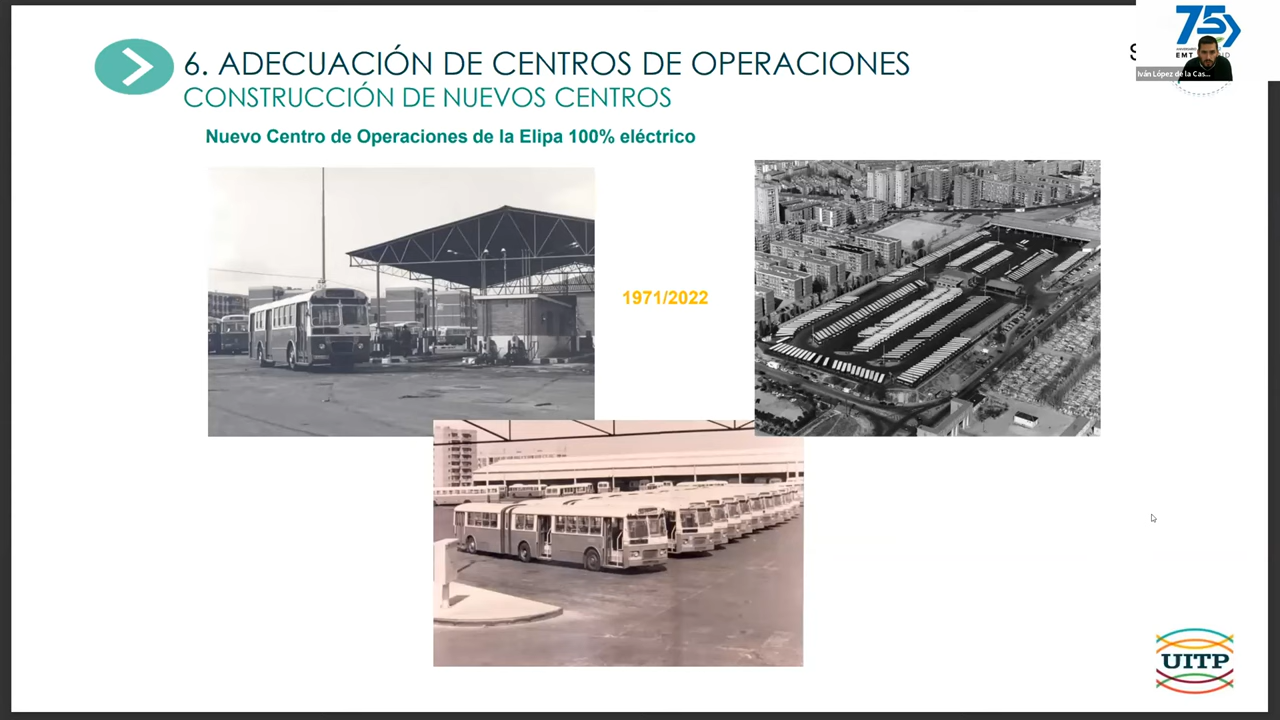 6. ADECUACIÓN DE CENTROS DE OPERACIONES
CONSTRUCCIÓN DE NUEVOS CENTROS
Nuevo Centro de Operaciones de la Elipa 100% eléctrico
1971/2022
75
EMT
Iván López de la Cas...
UITP